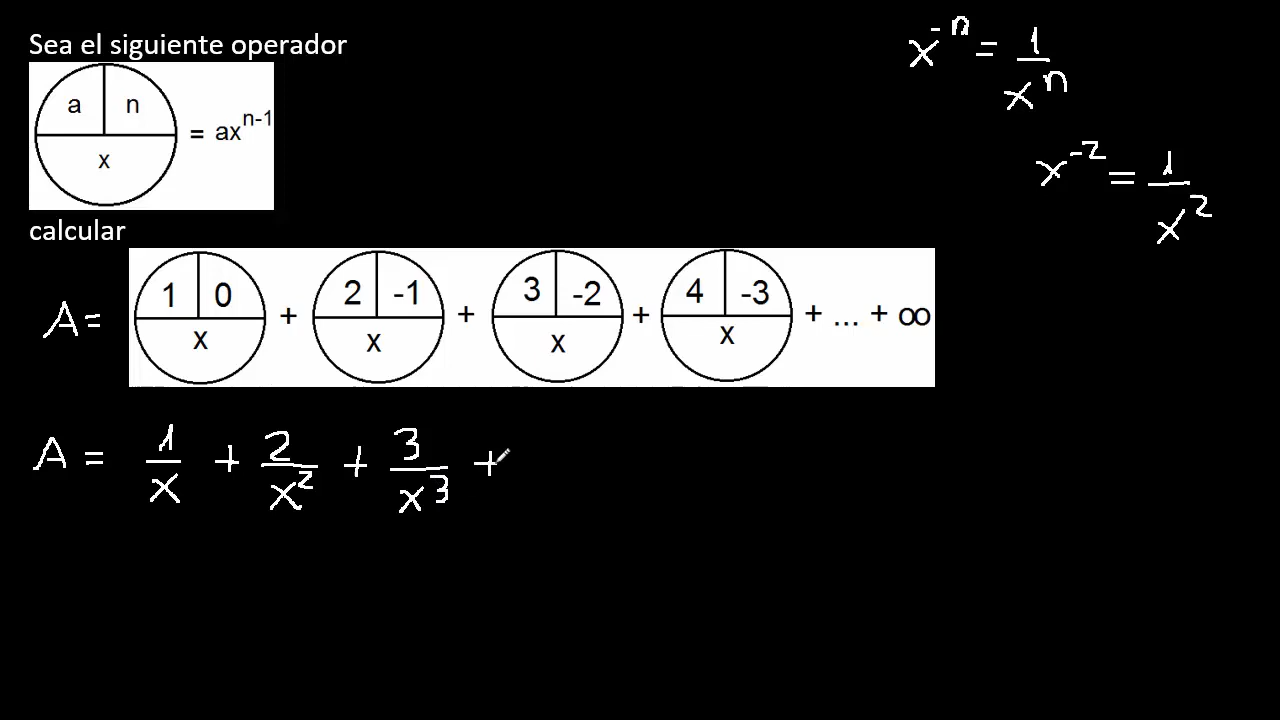 Sea el siguiente operador
a n
x
= ax^{n-1}
calcular
A = 1 0 x + 2 -1 x + 3 -2 x + 4 -3 x + ... + ∞
A = 1/x + 2/x^2 + 3/x^3 +
x^{-n} = 1/x^n
x^{-2} = 1/x^2